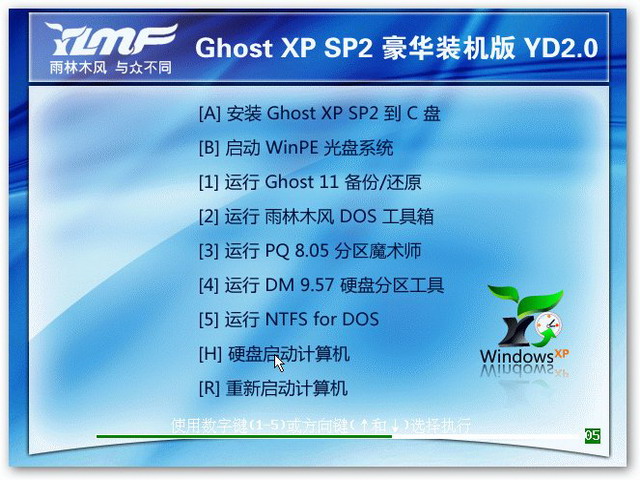 YLMF
雨林木风 与众不同
Ghost XP SP2 豪华装机版 YD2.0
[A] 安装 Ghost XP SP2 到 C 盘
[B] 启动 WinPE 光盘系统
[1] 运行 Ghost 11 备份/还原
[2] 运行 雨林木风 DOS 工具箱
[3] 运行 PQ 8.05 分区魔术师
[4] 运行 DM 9.57 硬盘分区工具
[5] 运行 NTFS for DOS
[H] 硬盘启动计算机
[R] 重新启动计算机
Windows XP
使用数字键(1-5)或方向键(↑和↓)选择执行
05